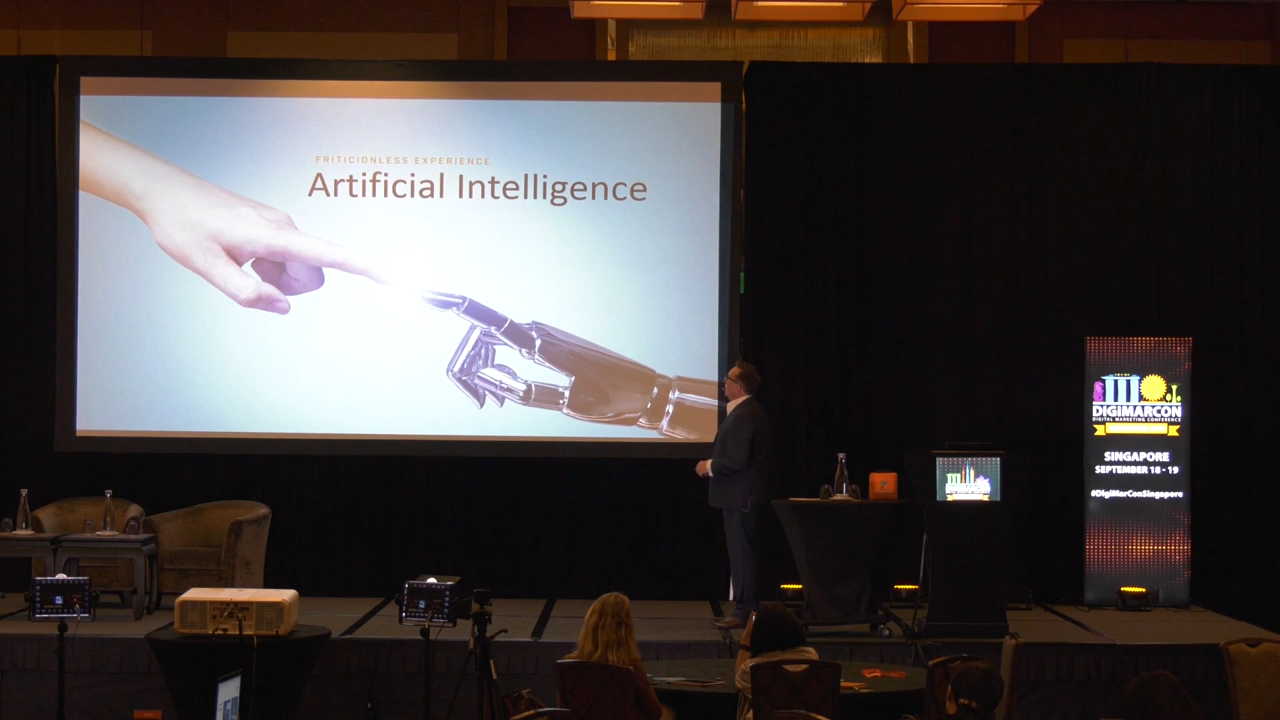 FRITICIONLESS EXPERIENCE
Artificial Intelligence
DIGIMARCON
DIGITAL MARKETING CONFERENCE
SINGAPORE
SEPTEMBER 18 - 19
#DigiMarConSingapore